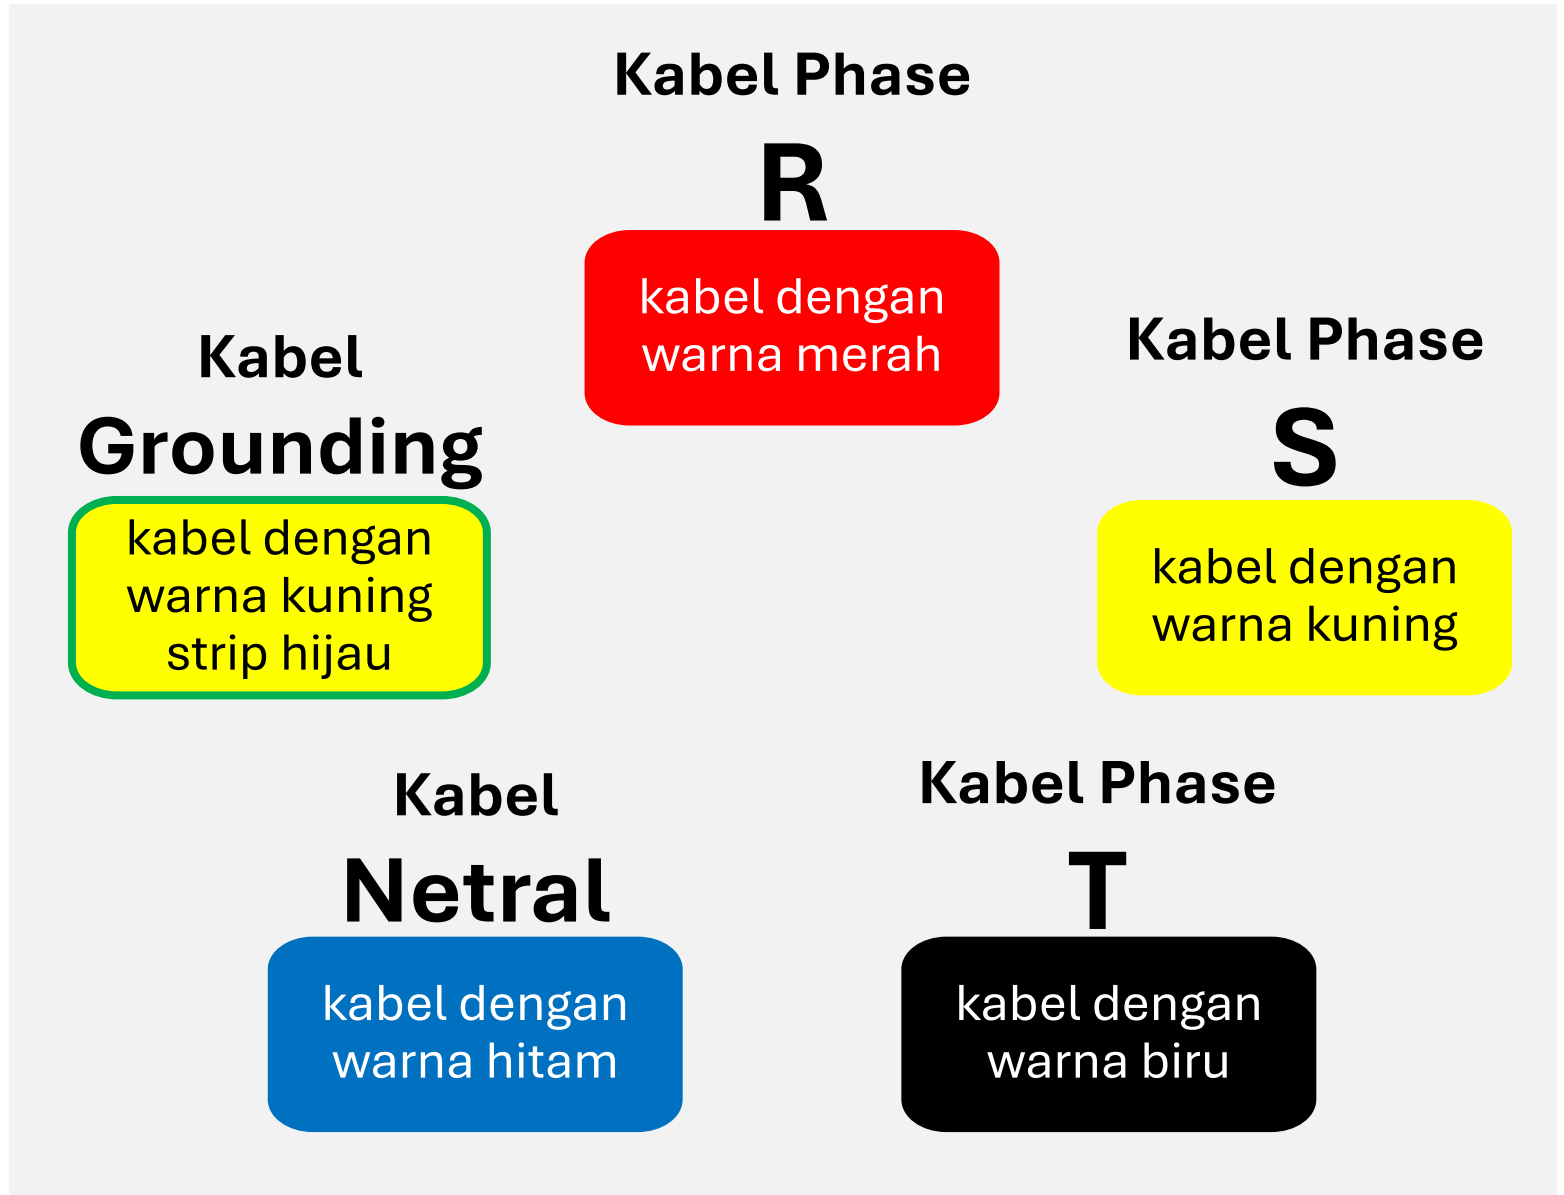 Kabel Phase
R
kabel dengan
warna merah
Kabel Phase
S
kabel dengan
warna kuning
Kabel Phase
T
kabel dengan
warna biru
Kabel
Netral
kabel dengan
warna hitam
Kabel
Grounding
kabel dengan
warna kuning
strip hijau